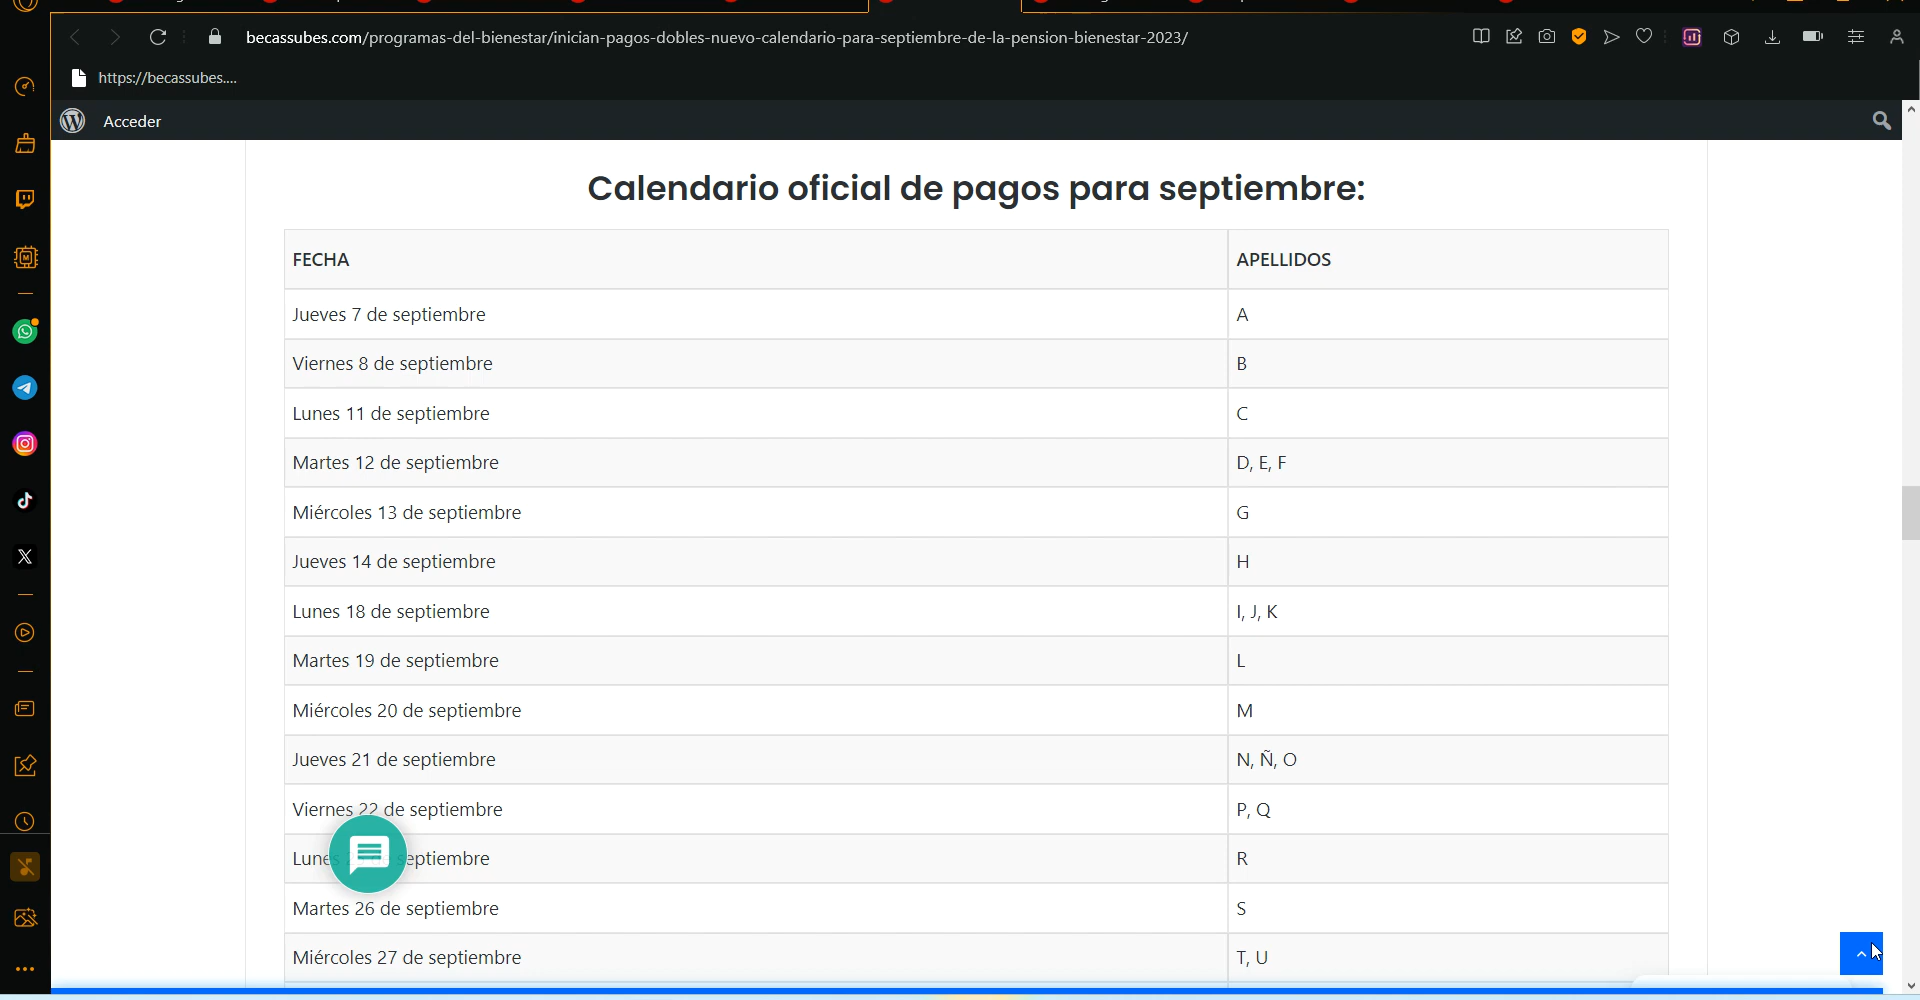 becassubes.com/programas-del-bienestar/inician-pagos-dobles-nuevo-calendario-para-septiembre-de-la-pension-bienestar-2023/
https://becassubes....
Acceder
Calendario oficial de pagos para septiembre:
FECHA APELLIDOS
Jueves 7 de septiembre A
Viernes 8 de septiembre B
Lunes 11 de septiembre C
Martes 12 de septiembre D, E, F
Miércoles 13 de septiembre G
Jueves 14 de septiembre H
Lunes 18 de septiembre I, J, K
Martes 19 de septiembre L
Miércoles 20 de septiembre M
Jueves 21 de septiembre N, Ñ, O
Viernes 22 de septiembre P, Q
Lunes septiembre R
Martes 26 de septiembre S
Miércoles 27 de septiembre T, U